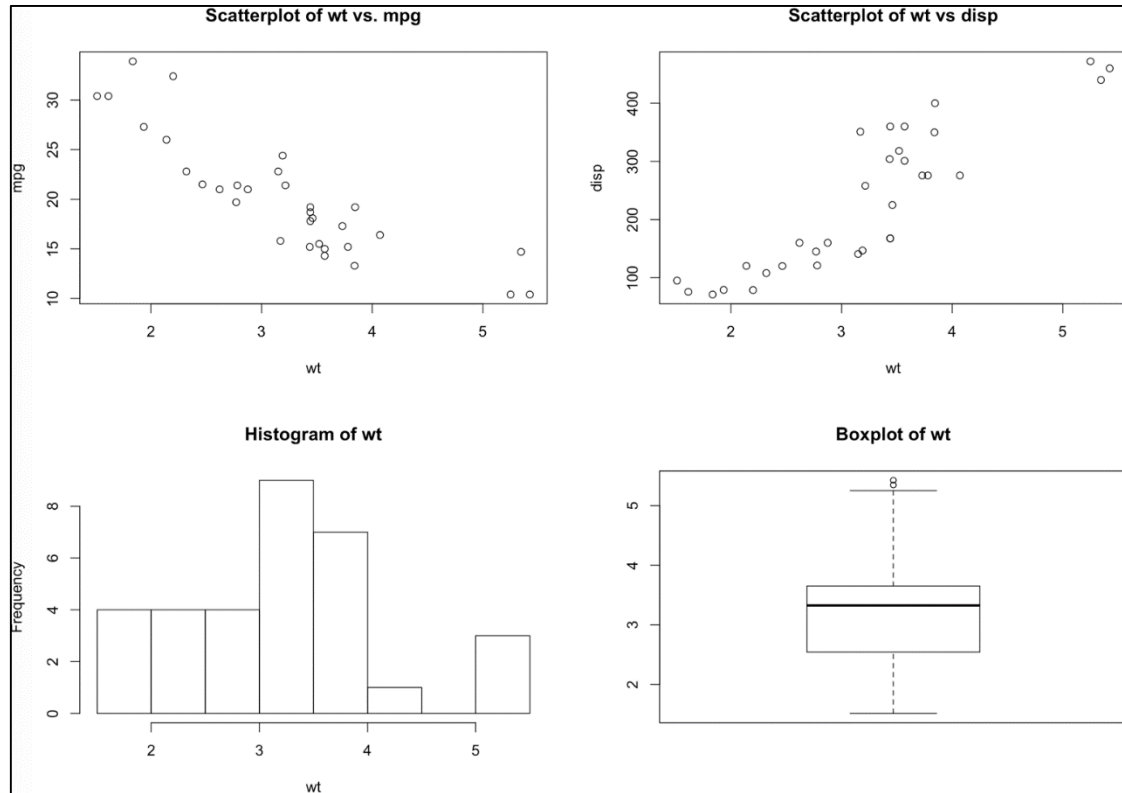 Scatterplot of wt vs. mpg
mpg
30
25
20
15
10
2 3 4 5
wt
Scatterplot of wt vs disp
disp
400
300
200
100
2 3 4 5
wt
Histogram of wt
Frequency
8
6
4
2
0
2 3 4 5
wt
Boxplot of wt
5
4
3
2